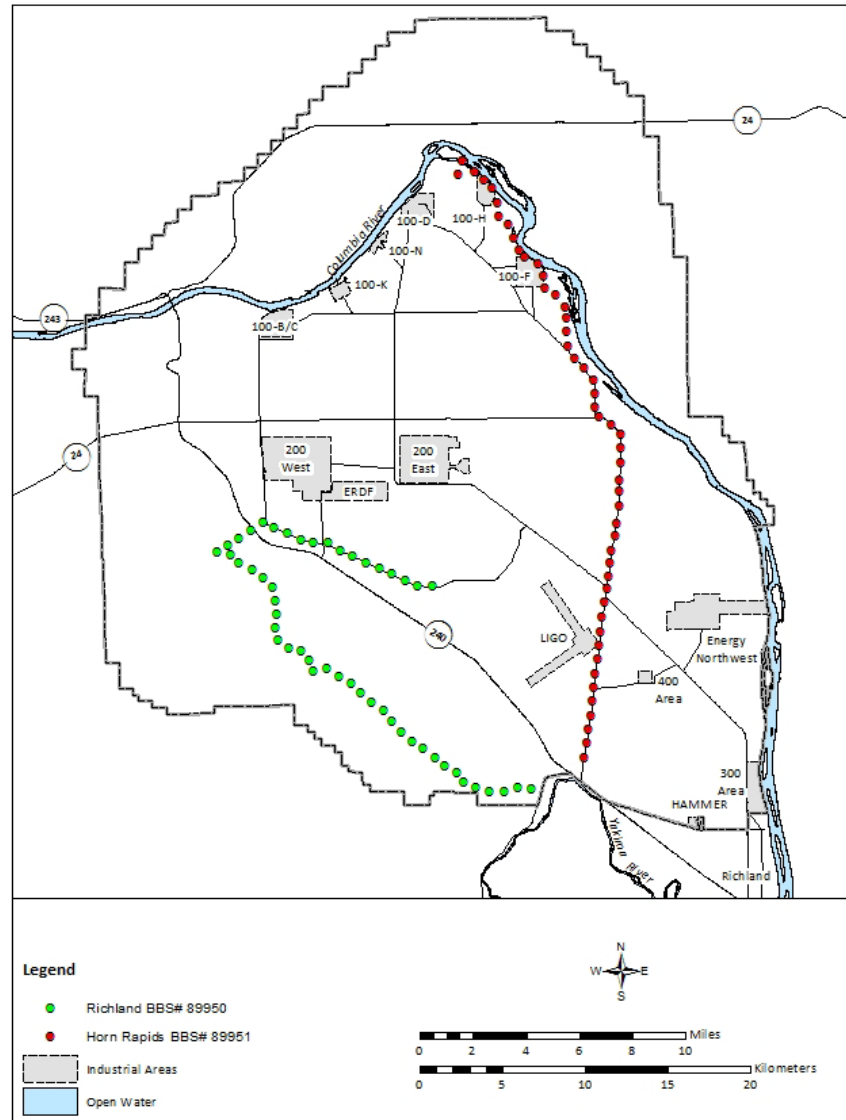 24
Columbia River
100-D
100-H
100-N
100-F
100-K
243
100-B/C
24
200
West
200
East
ERDF
240
LIGO
Energy
Northwest
400
Area
300
Area
HAMMER
Yakima
River
Richland
Legend
N
W E
S
Richland BBS# 89950
Horn Rapids BBS# 89951
Industrial Areas
Open Water
Miles
0 2 4 6 8 10
Kilometers
0 5 10 15 20